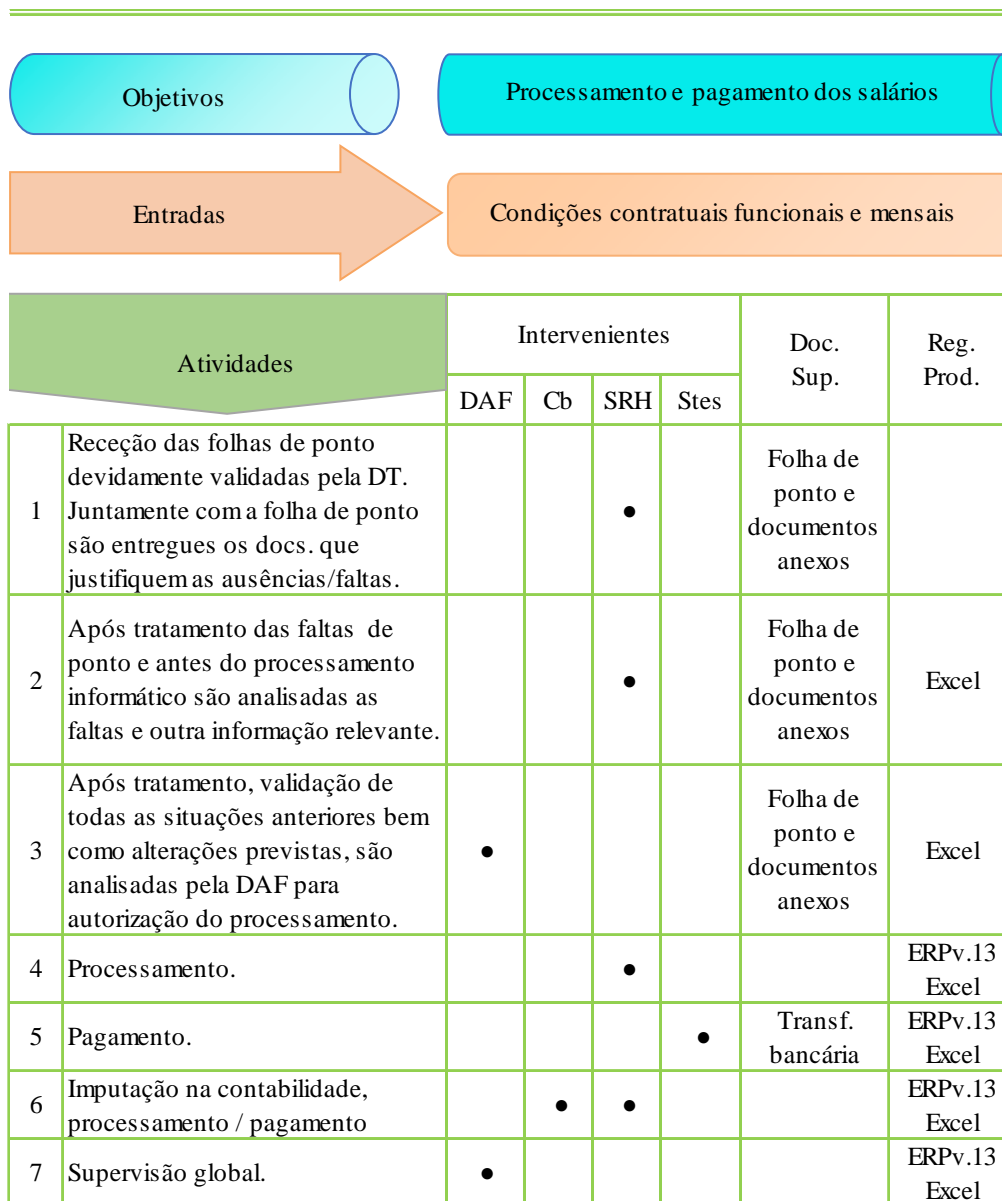 Objetivos
Processamento e pagamento dos salários
Entradas
Condições contratuais funcionais e mensais
Atividades
Intervenientes
Doc.
Sup.
Reg.
Prod.
DAF
Cb
SRH
Stes
1
Receção das folhas de ponto
devidamente validadas pela DT.
Juntamente com a folha de ponto
são entregues os docs. que
justifiquem as ausências/faltas.
●
Folha de
ponto e
documentos
anexos
2
Após tratamento das faltas de
ponto e antes do processamento
informático são analisadas as
faltas e outra informação relevante.
●
Folha de
ponto e
documentos
anexos
Excel
3
Após tratamento, validação de
todas as situações anteriores bem
como alterações previstas, são
analisadas pela DAF para
autorização do processamento.
●
Folha de
ponto e
documentos
anexos
Excel
4
Processamento.
●
ERPv.13
Excel
5
Pagamento.
●
Transf.
bancária
ERPv.13
Excel
6
Imputação na contabilidade,
processamento / pagamento
●
●
ERPv.13
Excel
7
Supervisão global.
●
ERPv.13
Excel